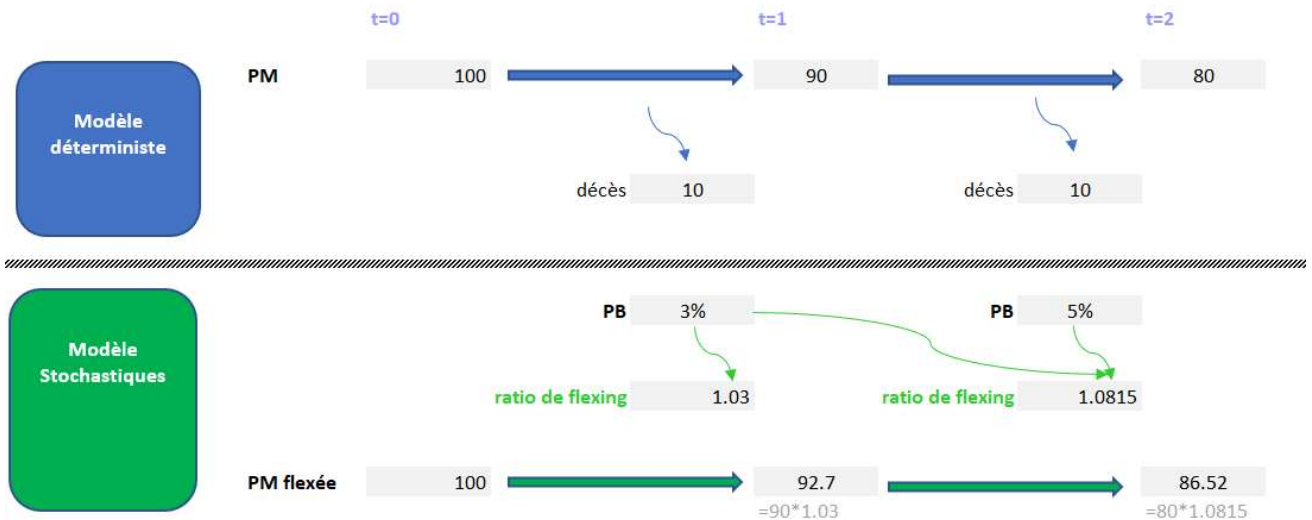 t=0 t=1 t=2
Modèle
déterministe
PM 100 90 80
décès 10 décès 10
Modèle
Stochastiques
PB 3% PB 5%
ratio de flexing 1.03 ratio de flexing 1.0815
PM flexée 100 92.7 86.52
=90*1.03 =80*1.0815